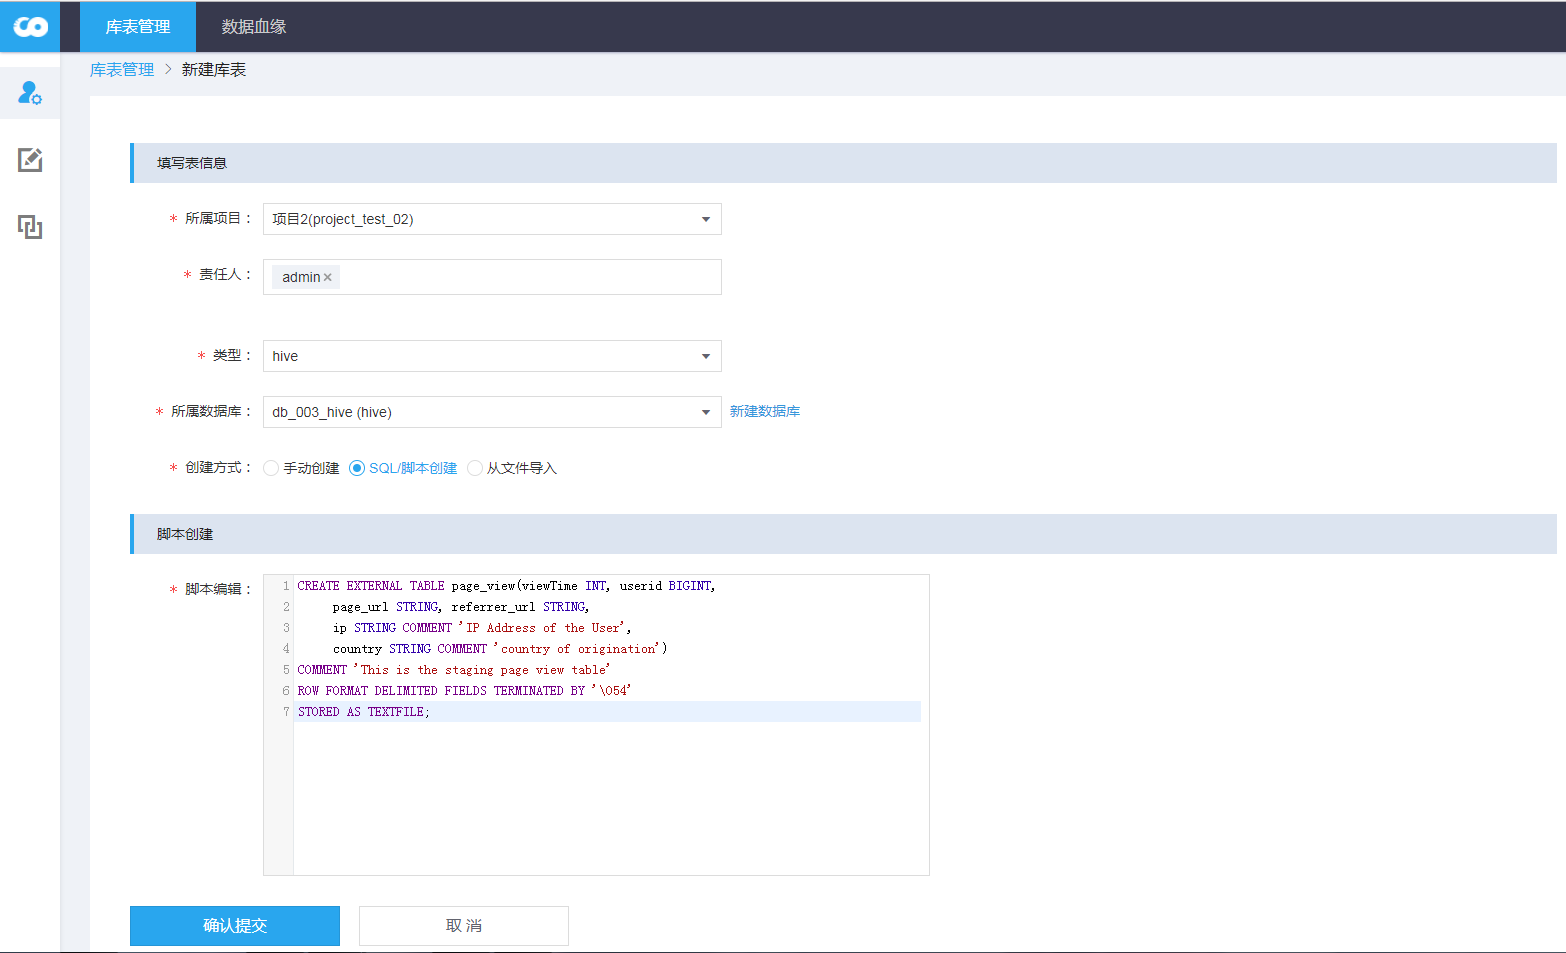 库表管理 数据血缘
库表管理 > 新建库表
填写表信息
* 所属项目： 项目2(project_test_02)
* 责任人： admin×
* 类型： hive
* 所属数据库： db_003_hive (hive) 新建数据库
* 创建方式： 手动创建 SQL/脚本创建 从文件导入
脚本创建
* 脚本编辑：
1 CREATE EXTERNAL TABLE page_view(viewTime INT, userid BIGINT,
2 page_url STRING, referrer_url STRING,
3 ip STRING COMMENT 'IP Address of the User',
4 country STRING COMMENT 'country of origination')
5 COMMENT 'This is the staging page view table'
6 ROW FORMAT DELIMITED FIELDS TERMINATED BY '\054'
7 STORED AS TEXTFILE;
确认提交 取 消